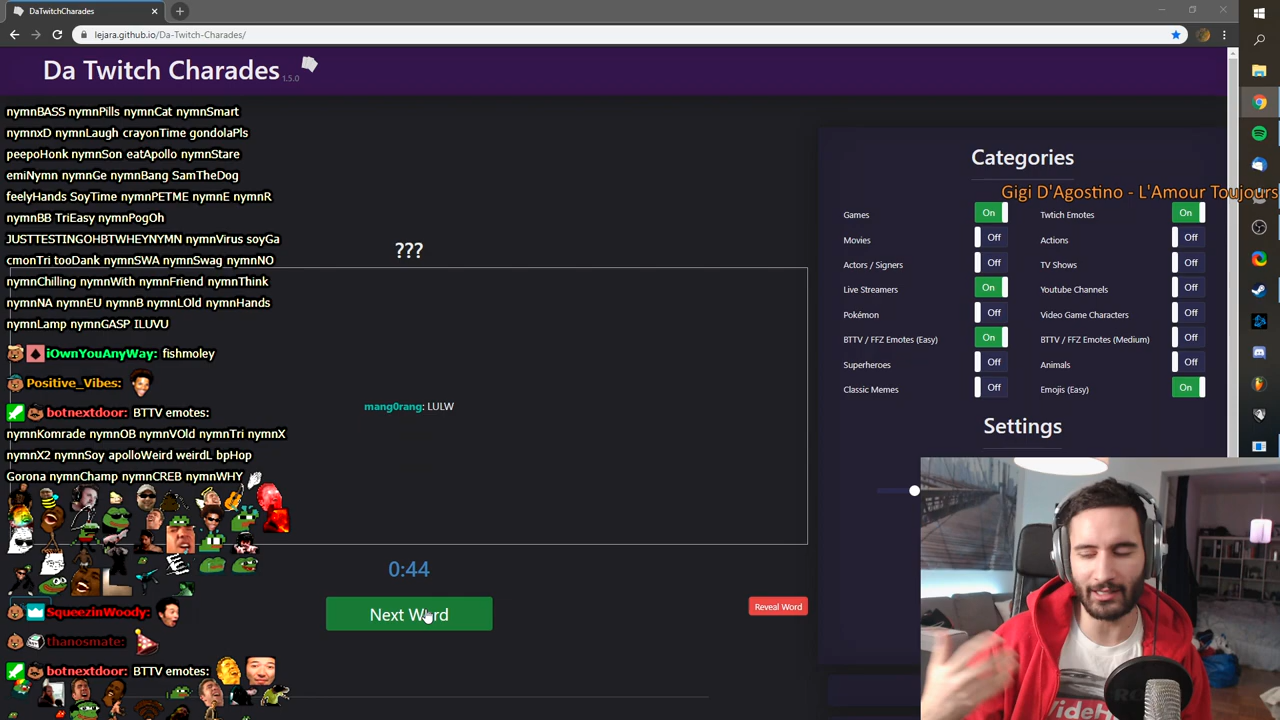 DaTwitchCharades
lejara.github.io/Da-Twitch-Charades/
Da Twitch Charades
1.5.0
nymnBASS nymnPills nymnCat nymnSmart
nymnxD nymnLaugh crayonTime gondolaPls
peepoHonk nymnSon eatApollo nymnStare
emiNymn nymnGe nymnBang SamTheDog
feelyHands SoyTime nymnPETME nymnE nymnR
nymnBB TriEasy nymnPogOh
JUSTTESTINGOHBTWHEYNYMN nymnVirus soyGa
cmonTri tooDank nymnSWA nymnSwag nymnNO
nymnChilling nymnWith nymnFriend nymnThink
nymnNA nymnEU nymnB nymnLOld nymnHands
nymnLamp nymnGASP ILUVU
iOwnYouAnyWay: fishmoley
Positive_Vibes:
botnextdoor: BTTV emotes:
nymnKomrade nymnOB nymnVOld nymnTri nymnX
nymnX2 nymnSoy apolloWeird weirdL bpHop
Gorona nymnChamp nymnCREB nymnWHY
SqueezinWoody:
thanosmate:
botnextdoor: BTTV emotes:
???
mang0rang: LULW
0:44
Next Word
Reveal Word
Categories
Gigi D'Agostino - L'Amour Toujours
Games On
Twtich Emotes On
Movies Off
Actions Off
Actors / Signers Off
TV Shows Off
Live Streamers On
Youtube Channels Off
Pokémon Off
Video Game Characters Off
BTTV / FFZ Emotes (Easy) On
BTTV / FFZ Emotes (Medium) Off
Superheroes Off
Animals Off
Classic Memes Off
Emojis (Easy) On
Settings